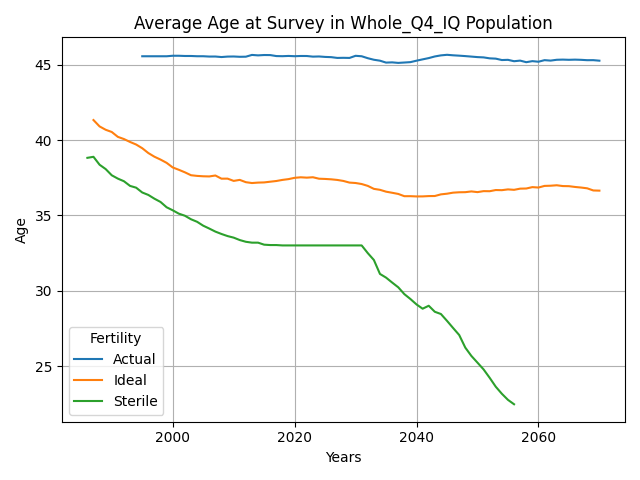 Average Age at Survey in Whole_Q4_IQ Population
45
40
35
30
25
Age
Fertility
Actual
Ideal
Sterile
2000
2020
2040
2060
Years